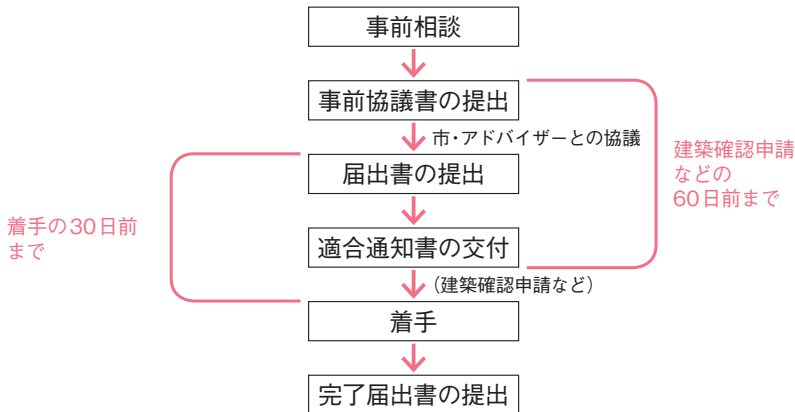 事前相談
事前協議書の提出
市・アドバイザーとの協議
届出書の提出
建築確認申請
などの
60日前まで
着手の30日前
まで
適合通知書の交付
(建築確認申請など)
着手
完了届出書の提出